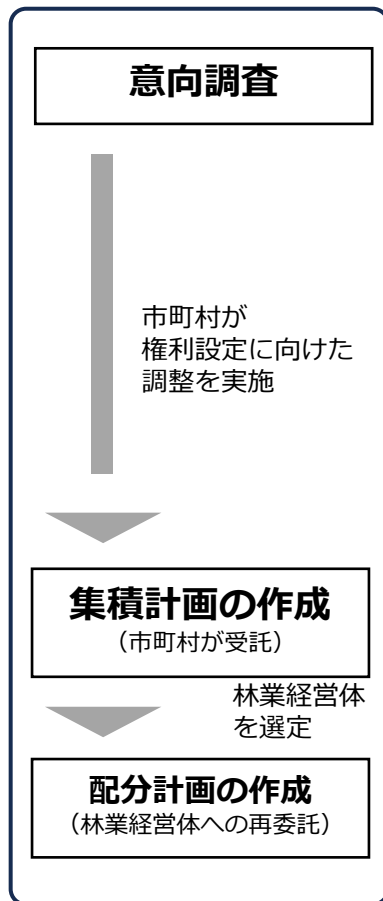 意向調査
市町村が
権利設定に向けた
調整を実施
集積計画の作成
（市町村が受託）
林業経営体
を選定
配分計画の作成
（林業経営体への再委託）